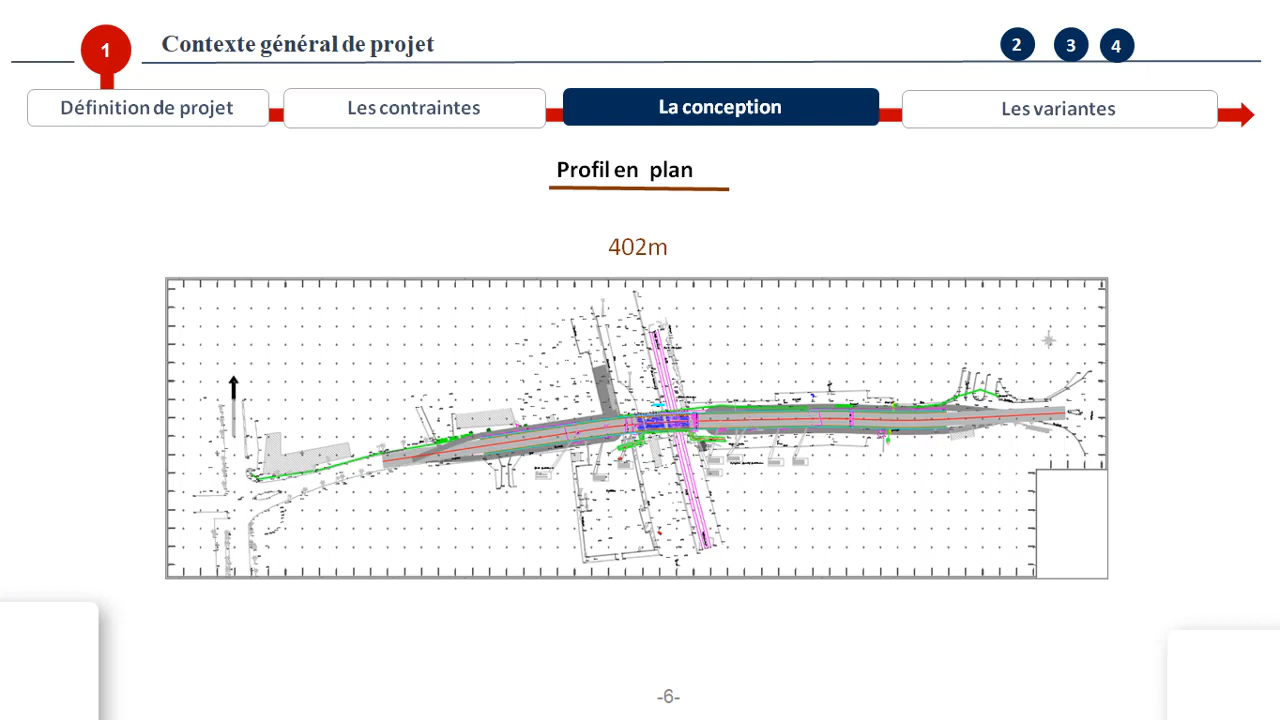 1
Contexte général de projet
2
3
4
Définition de projet
Les contraintes
La conception
Les variantes
Profil en plan
402m
-6-